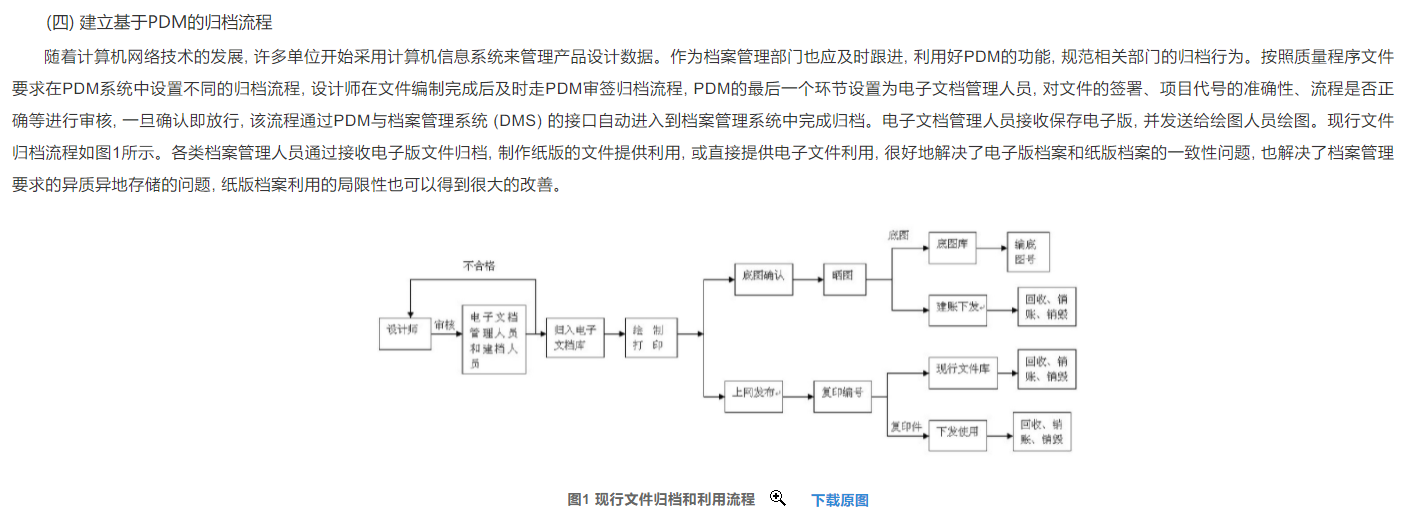 (四) 建立基于PDM的归档流程
随着计算机网络技术的发展, 许多单位开始采用计算机信息系统来管理产品设计数据。作为档案管理部门也应及时跟进, 利用好PDM的功能, 规范相关部门的归档行为。按照质量程序文件
要求在PDM系统中设置不同的归档流程, 设计师在文件编制完成后及时走PDM审签归档流程, PDM的最后一个环节设置为电子文档管理人员, 对文件的签署、项目代号的准确性、流程是否正
确等进行审核, 一旦确认即放行, 该流程通过PDM与档案管理系统 (DMS) 的接口自动进入到档案管理系统中完成归档。电子文档管理人员接收保存电子版, 并发送给绘图人员绘图。现行文件
归档流程如图1所示。各类档案管理人员通过接收电子版文件归档, 制作纸版的文件提供利用, 或直接提供电子文件利用, 很好地解决了电子版档案和纸版档案的一致性问题, 也解决了档案管理
要求的异质异地存储的问题, 纸版档案利用的局限性也可以得到很大的改善。
不合格
设计师
审核
电子文档
管理人员
和建档人
员
归入电子
文档库
绘 制
打 印
底图确认
晒图
底图
底图库
编底
图号
建账下发
回收、销
账、销毁
上网发布
复印编号
现行文件库
回收、销
账、销毁
复印件
下发使用
回收、销
账、销毁
图1 现行文件归档和利用流程
下载原图